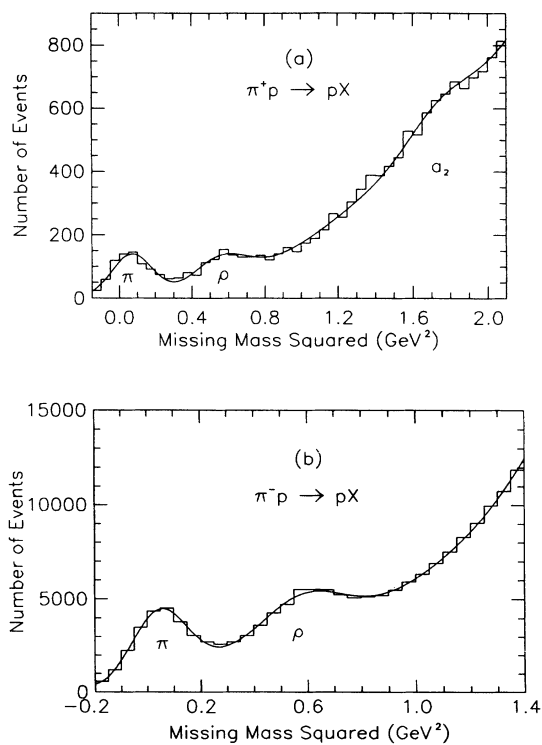 800
(a)
π⁺p → pX
600
400
a₂
200
π
ρ
0
0.0 0.4 0.8 1.2 1.6 2.0
Number of Events
Missing Mass Squared (GeV²)
15000
(b)
π⁻p → pX
10000
5000
π
ρ
0
−0.2 0.2 0.6 1.0 1.4
Number of Events
Missing Mass Squared (GeV²)